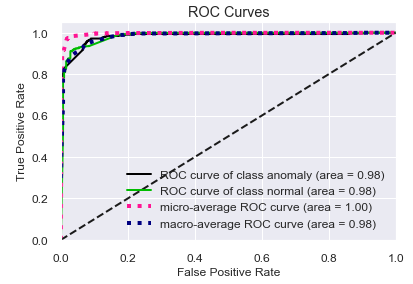 ROC Curves
True Positive Rate
1.0
0.8
0.6
0.4
0.2
0.0
ROC curve of class anomaly (area = 0.98)
ROC curve of class normal (area = 0.98)
micro-average ROC curve (area = 1.00)
macro-average ROC curve (area = 0.98)
0.0 0.2 0.4 0.6 0.8 1.0
False Positive Rate